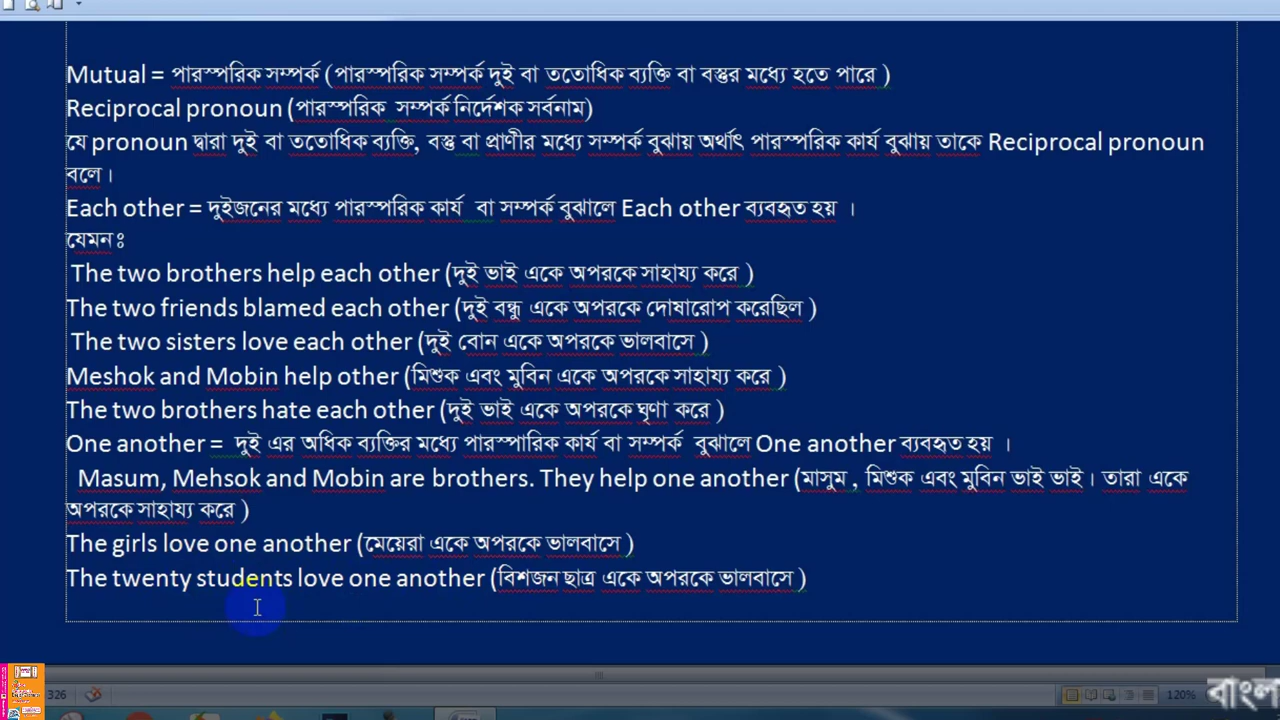 Mutual = পারস্পরিক সম্পর্ক (পারস্পরিক সম্পর্ক দুই বা ততোধিক ব্যক্তি বা বস্তুর মধ্যে হতে পারে )
Reciprocal pronoun (পারস্পরিক সম্পর্ক নির্দেশক সর্বনাম)
যে pronoun দ্বারা দুই বা ততোধিক ব্যক্তি, বস্তু বা প্রাণীর মধ্যে সম্পর্ক বুঝায় অর্থাৎ পারস্পরিক কার্য বুঝায় তাকে Reciprocal pronoun
বলে।
Each other = দুইজনের মধ্যে পারস্পরিক কার্য বা সম্পর্ক বুঝালে Each other ব্যবহৃত হয় ।
যেমনঃ
The two brothers help each other (দুই ভাই একে অপরকে সাহায্য করে )
The two friends blamed each other (দুই বন্ধু একে অপরকে দোষারোপ করেছিল )
The two sisters love each other (দুই বোন একে অপরকে ভালবাসে )
Meshok and Mobin help other (মিশুক এবং মুবিন একে অপরকে সাহায্য করে )
The two brothers hate each other (দুই ভাই একে অপরকে ঘৃণা করে )
One another = দুই এর অধিক ব্যক্তির মধ্যে পারস্পারিক কার্য বা সম্পর্ক বুঝালে One another ব্যবহৃত হয় ।
Masum, Mehsok and Mobin are brothers. They help one another (মাসুম , মিশুক এবং মুবিন ভাই ভাই। তারা একে
অপরকে সাহায্য করে )
The girls love one another (মেয়েরা একে অপরকে ভালবাসে )
The twenty students love one another (বিশজন ছাত্র একে অপরকে ভালবাসে )
326
120%
বাংল